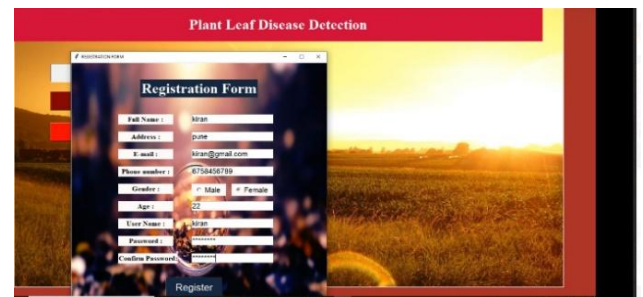 Plant Leaf Disease Detection
REGISTRATION FORM
Registration Form
Full Name : kiran
Address : pune
E-mail : kiran@gmail.com
Phone number : 6758456789
Gender : Male Female
Age : 22
User Name : kiran
Password : ********
Confirm Password: ********
Register